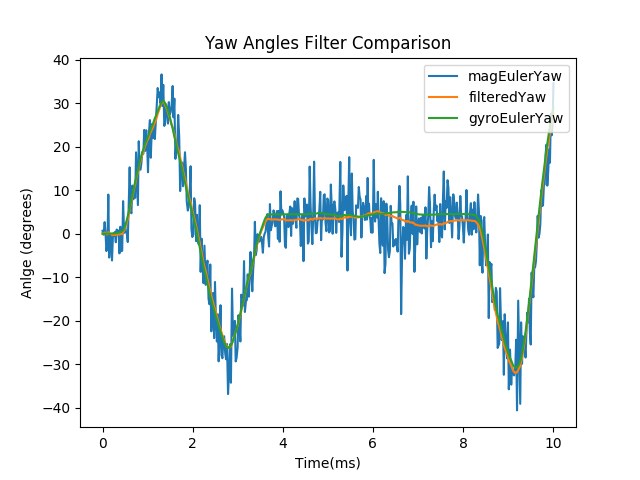 Yaw Angles Filter Comparison
magEulerYaw
filteredYaw
gyroEulerYaw
40
30
20
10
0
−10
−20
−30
−40
Anlge (degrees)
0 2 4 6 8 10
Time(ms)